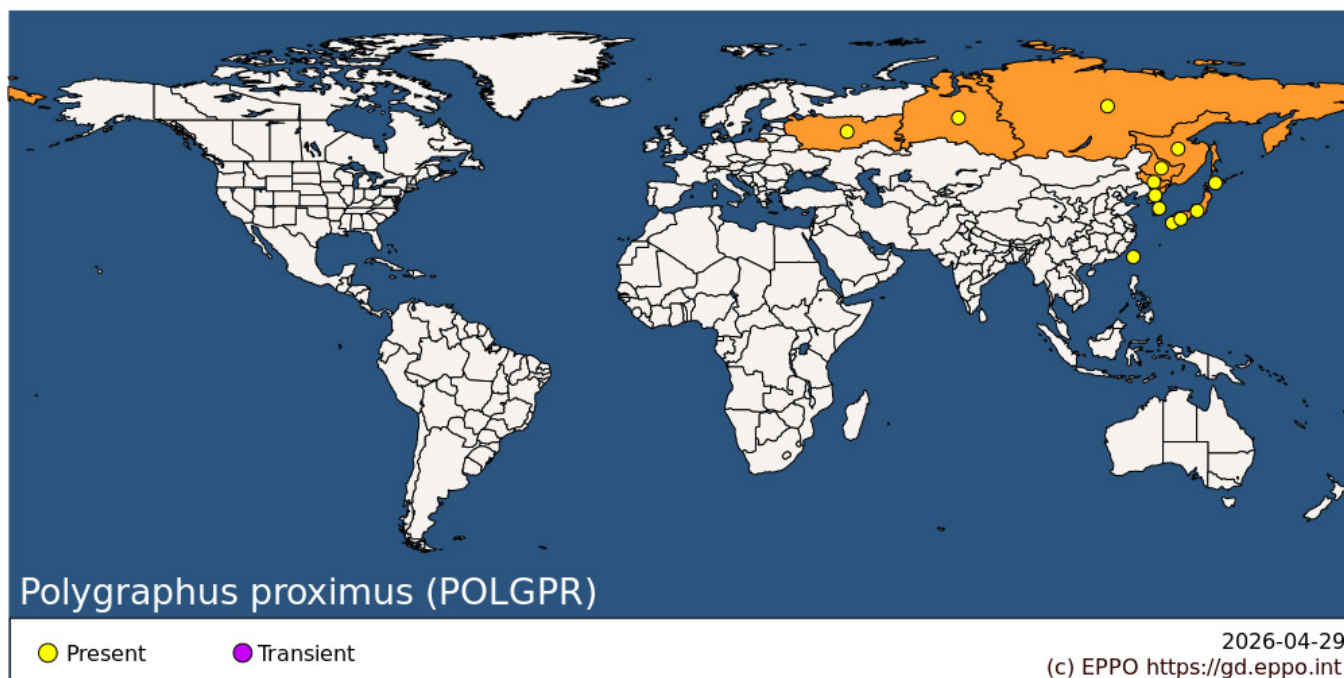 Polygraphus proximus (POLGPR)
Present
Transient
2026-04-29
(c) EPPO https://gd.eppo.int